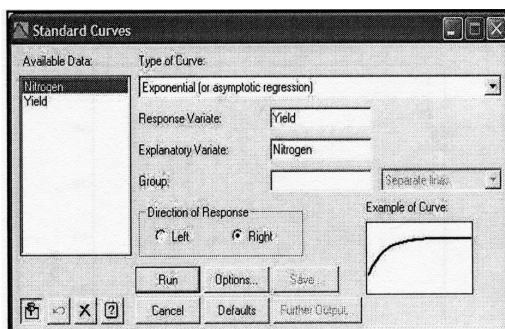 Standard Curves
Available Data:
Nitrogen
Yield
Type of Curve:
Exponential (or asymptotic regression)
Response Variate:
Yield
Explanatory Variate:
Nitrogen
Group:
Separate lines
Direction of Response
Left
Right
Example of Curve:
Run
Options...
Save...
Cancel
Defaults
Further Output...